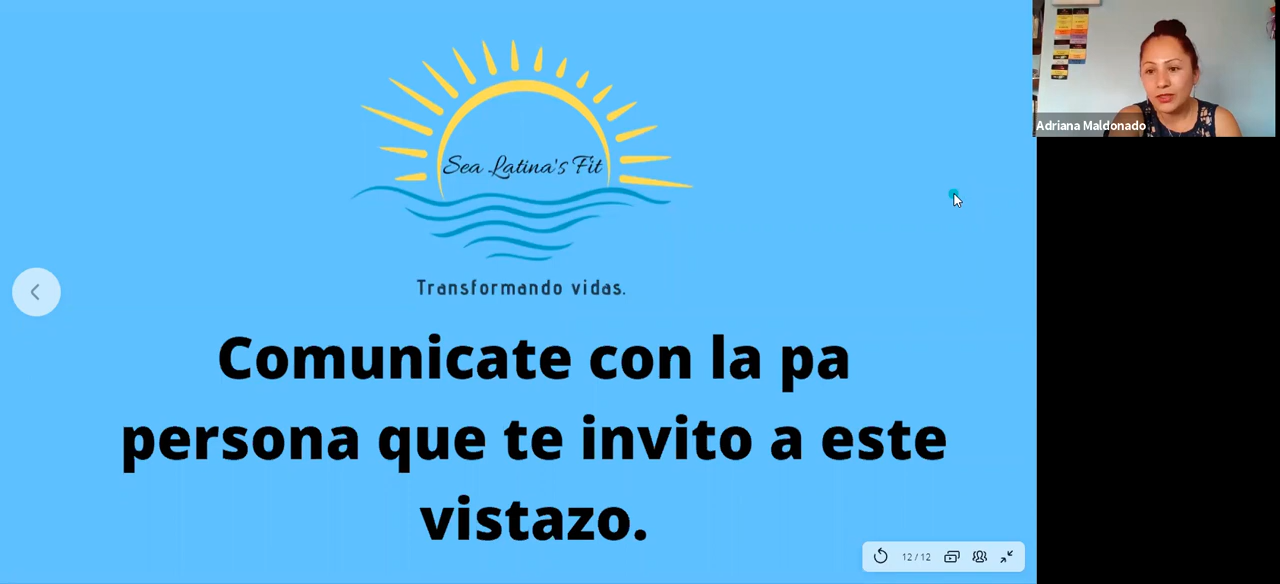 Sea Latina's Fit
Transformando vidas.
Comunicate con la pa
persona que te invito a este
vistazo.
Adriana Maldonado
12 / 12